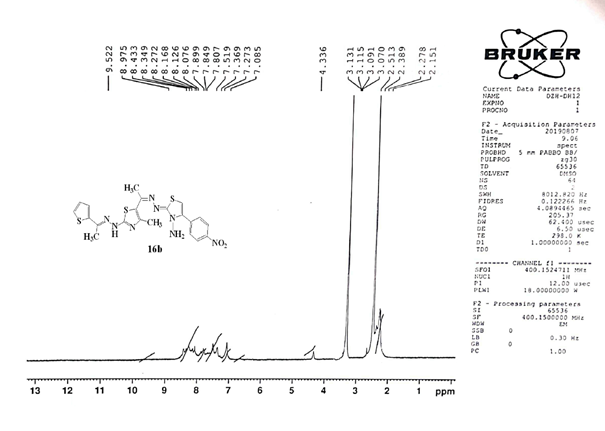 9.522
8.975
8.433
8.349
8.272
8.168
8.126
8.076
7.899
7.849
7.807
7.519
7.369
7.273
7.085
4.336
3.131
3.115
3.091
3.070
2.513
2.389
2.278
2.151
BRUKER
Current Data Parameters
NAME DZH-DH12
EXPNO 1
PROCNO 1
F2 - Acquisition Parameters
Date_ 20190807
Time 9.06
INSTRUM spect
PROBHD 5 mm PABBO BB/
PULPROG zg30
TD 65536
SOLVENT DMSO
NS 64
DS 2
SWH 8012.820 Hz
FIDRES 0.122266 Hz
AQ 4.0894465 sec
RG 205.37
DW 62.400 usec
DE 6.50 usec
TE 298.0 K
D1 1.00000000 sec
TD0 1
======== CHANNEL f1 ========
SFO1 400.1524711 MHz
NUC1 1H
P1 12.00 usec
PLW1 18.00000000 W
F2 - Processing parameters
SI 65536
SF 400.1500000 MHz
WDW EM
SSB 0
LB 0.30 Hz
GB 0
PC 1.00
H3C
N
S
S
N
N
S
N
N
H
N
S
CH3
N
NH2
NO2
H3C
16b
13 12 11 10 9 8 7 6 5 4 3 2 1 ppm